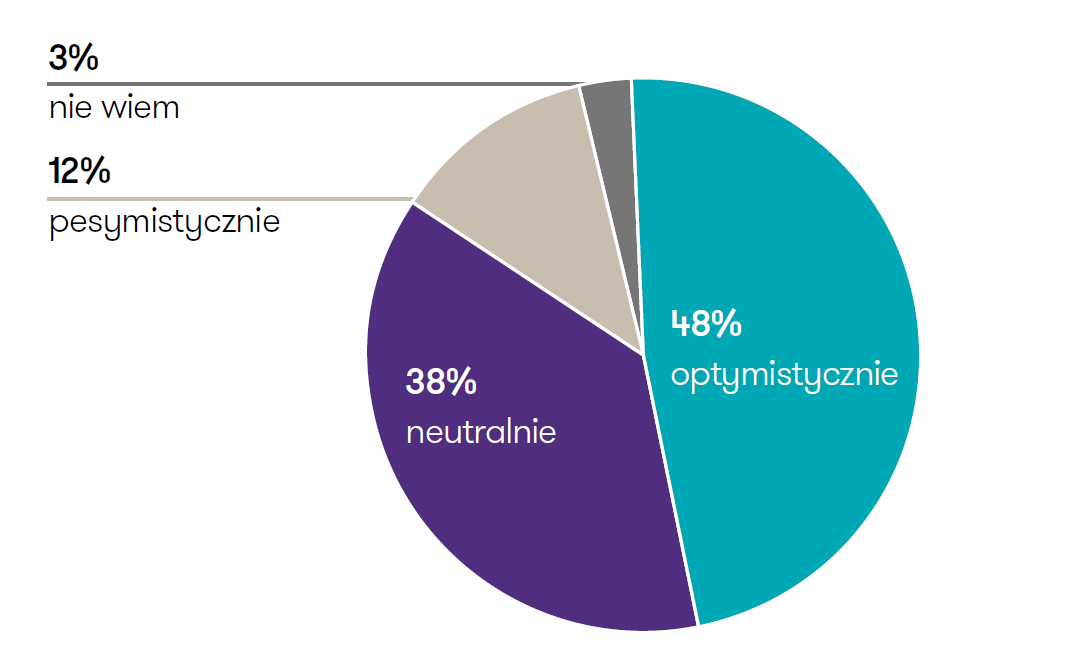 3%
nie wiem
12%
pesymistycznie
48%
optymistycznie
38%
neutralnie